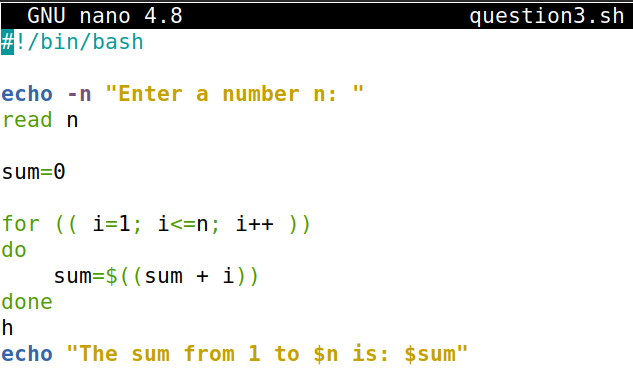 GNU nano 4.8 question3.sh
#!/bin/bash
echo -n "Enter a number n: "
read n
sum=0
for (( i=1; i<=n; i++ ))
do
sum=$((sum + i))
done
h
echo "The sum from 1 to $n is: $sum"